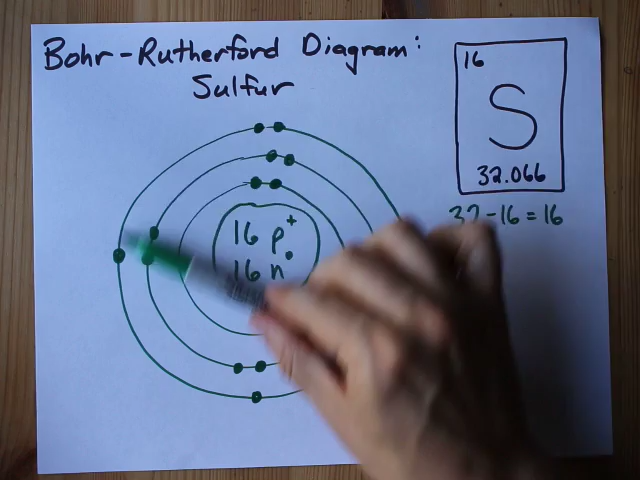 Bohr-Rutherford Diagram:
Sulfur
16
S
32.066
32-16=16
16 p⁺
16 n°